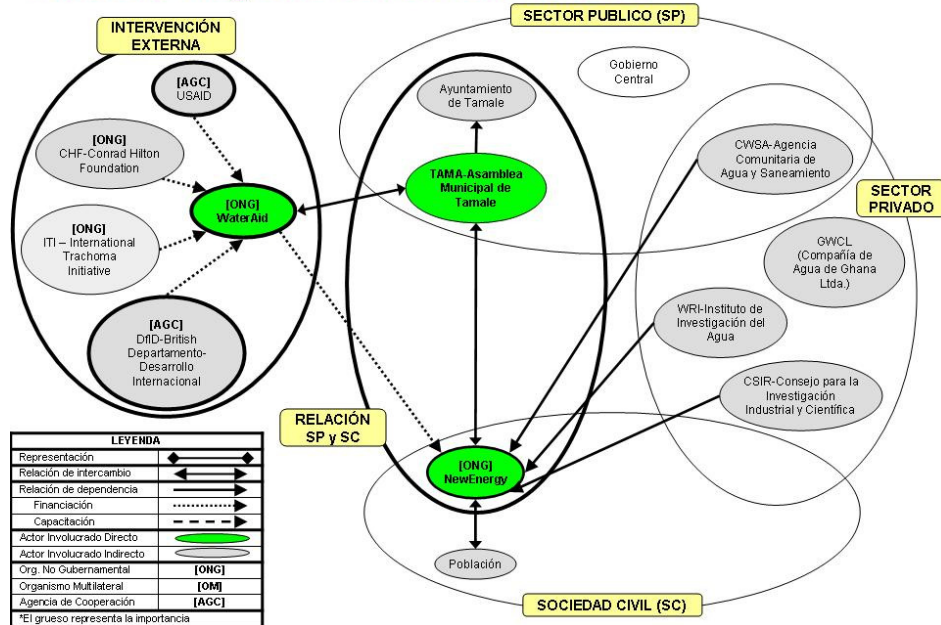 INTERVENCIÓN
EXTERNA
[AGC]
USAID
[ONG]
CHF-Conrad Hilton
Foundation
[ONG]
WaterAid
[ONG]
ITI – International
Trachoma
Initiative
[AGC]
DfID-British
Departamento-
Desarrollo
Internacional
SECTOR PUBLICO (SP)
Gobierno
Central
Ayuntamiento
de Tamale
TAMA-Asamblea
Municipal de
Tamale
CWSA-Agencia
Comunitaria de
Agua y Saneamiento
SECTOR
PRIVADO
GWCL
(Compañía de
Agua de Ghana
Ltda.)
WRI-Instituto de
Investigación del
Agua
CSIR-Consejo para la
Investigación
Industrial y Científica
RELACIÓN
SP y SC
[ONG]
NewEnergy
Población
SOCIEDAD CIVIL (SC)
LEYENDA
Representación
Relación de intercambio
Relación de dependencia
Financiación
Capacitación
Actor Involucrado Directo
Actor Involucrado Indirecto
Org. No Gubernamental [ONG]
Organismo Multilateral [OM]
Agencia de Cooperación [AGC]
*El grueso representa la importancia